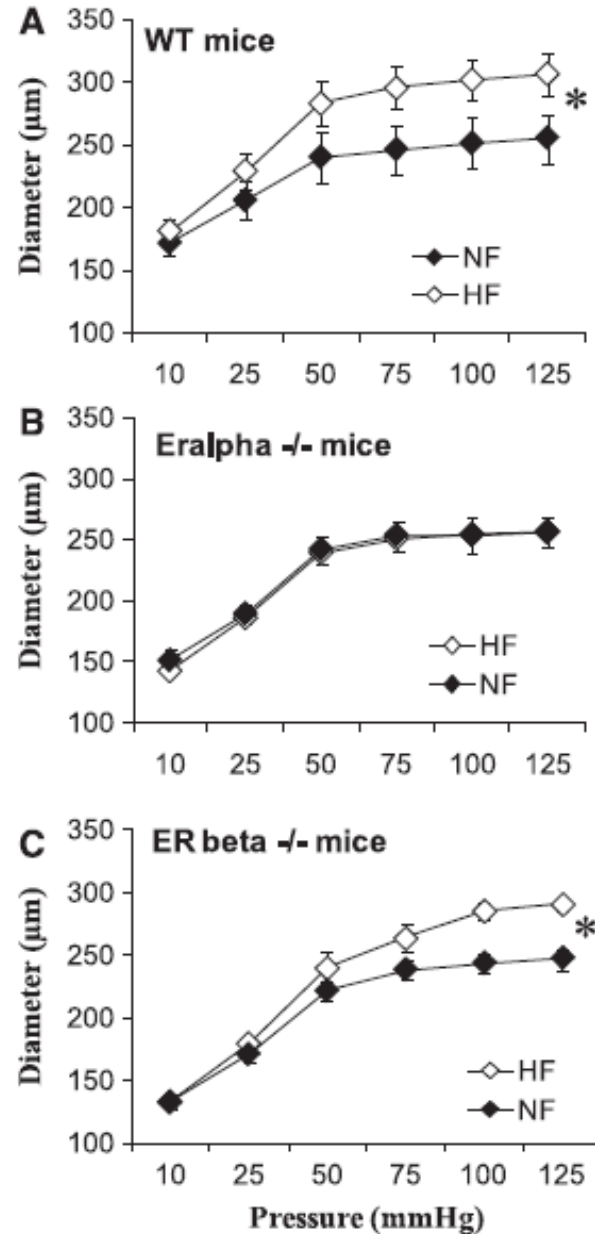 A
WT mice
350
300
250
200
150
100
Diameter (μm)
*
NF
HF
10 25 50 75 100 125
B
Eralpha -/- mice
350
300
250
200
150
100
Diameter (μm)
HF
NF
10 25 50 75 100 125
C
ER beta -/- mice
350
300
250
200
150
100
Diameter (μm)
*
HF
NF
10 25 50 75 100 125
Pressure (mmHg)